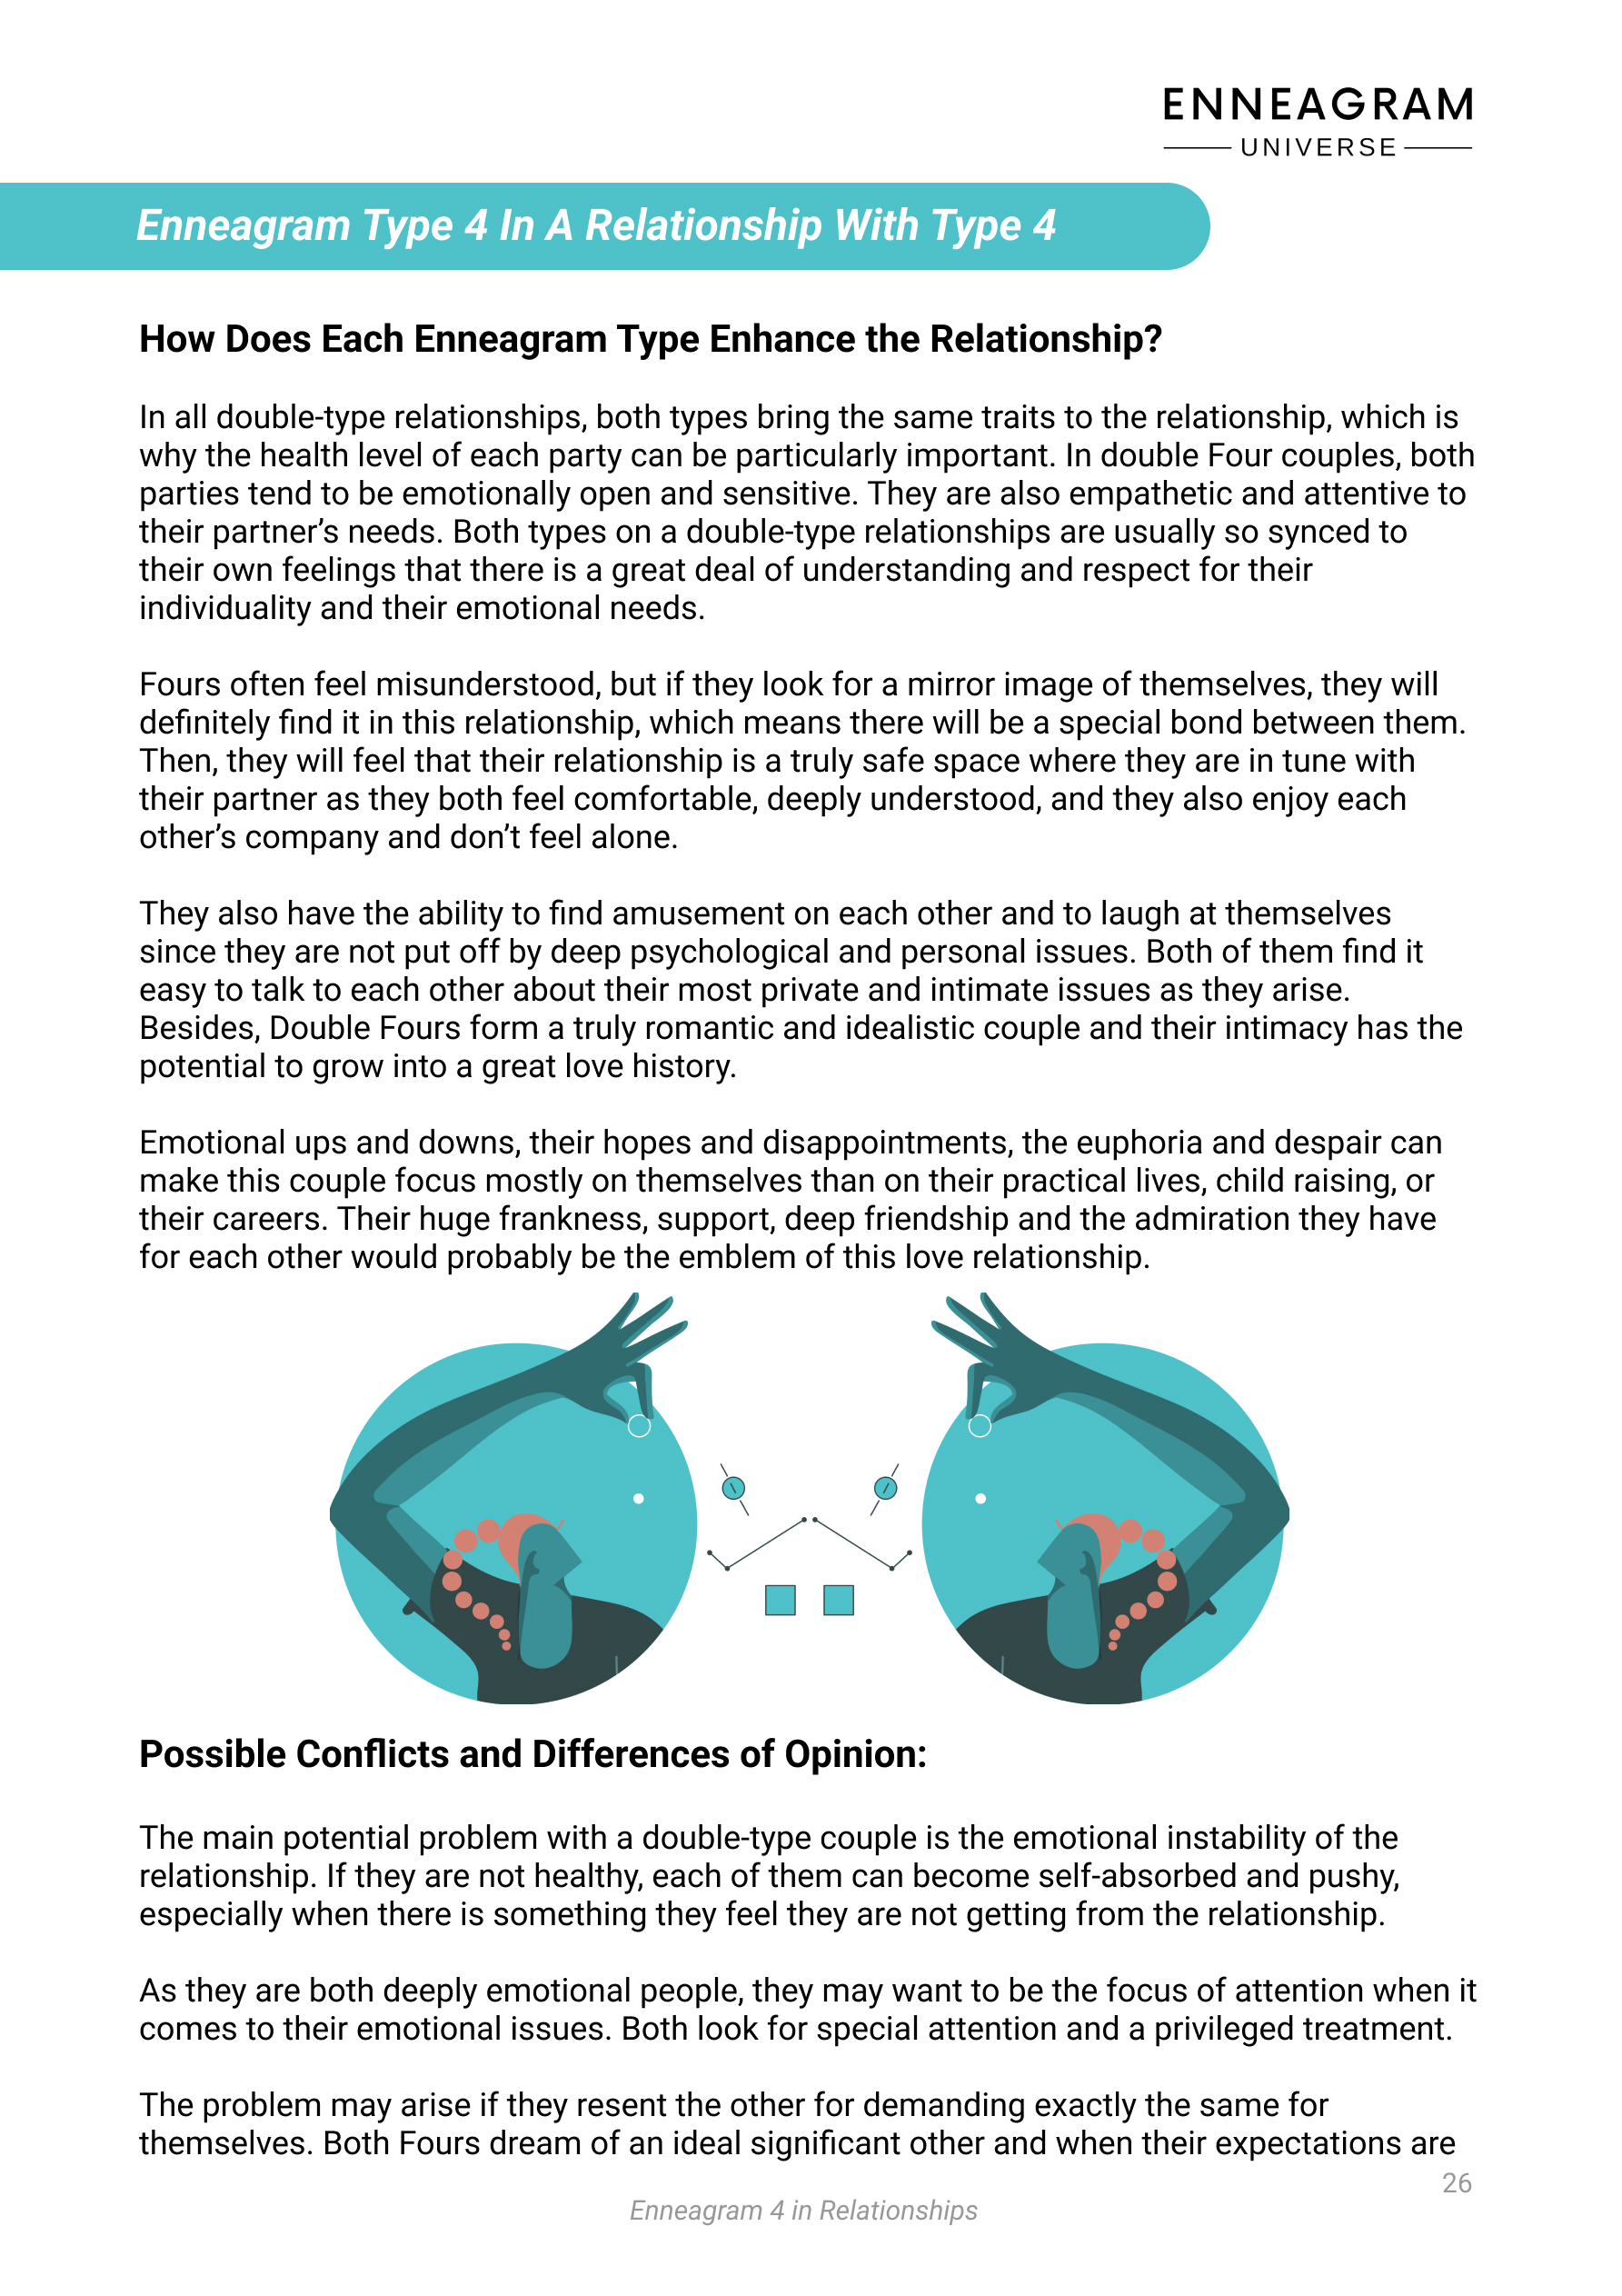 ENNEAGRAM
UNIVERSE
Enneagram Type 4 In A Relationship With Type 4
How Does Each Enneagram Type Enhance the Relationship?
In all double-type relationships, both types bring the same traits to the relationship, which is
why the health level of each party can be particularly important. In double Four couples, both
parties tend to be emotionally open and sensitive. They are also empathetic and attentive to
their partner’s needs. Both types on a double-type relationships are usually so synced to
their own feelings that there is a great deal of understanding and respect for their
individuality and their emotional needs.
Fours often feel misunderstood, but if they look for a mirror image of themselves, they will
definitely find it in this relationship, which means there will be a special bond between them.
Then, they will feel that their relationship is a truly safe space where they are in tune with
their partner as they both feel comfortable, deeply understood, and they also enjoy each
other’s company and don’t feel alone.
They also have the ability to find amusement on each other and to laugh at themselves
since they are not put off by deep psychological and personal issues. Both of them find it
easy to talk to each other about their most private and intimate issues as they arise.
Besides, Double Fours form a truly romantic and idealistic couple and their intimacy has the
potential to grow into a great love history.
Emotional ups and downs, their hopes and disappointments, the euphoria and despair can
make this couple focus mostly on themselves than on their practical lives, child raising, or
their careers. Their huge frankness, support, deep friendship and the admiration they have
for each other would probably be the emblem of this love relationship.
Possible Conflicts and Differences of Opinion:
The main potential problem with a double-type couple is the emotional instability of the
relationship. If they are not healthy, each of them can become self-absorbed and pushy,
especially when there is something they feel they are not getting from the relationship.
As they are both deeply emotional people, they may want to be the focus of attention when it
comes to their emotional issues. Both look for special attention and a privileged treatment.
The problem may arise if they resent the other for demanding exactly the same for
themselves. Both Fours dream of an ideal significant other and when their expectations are
26
Enneagram 4 in Relationships